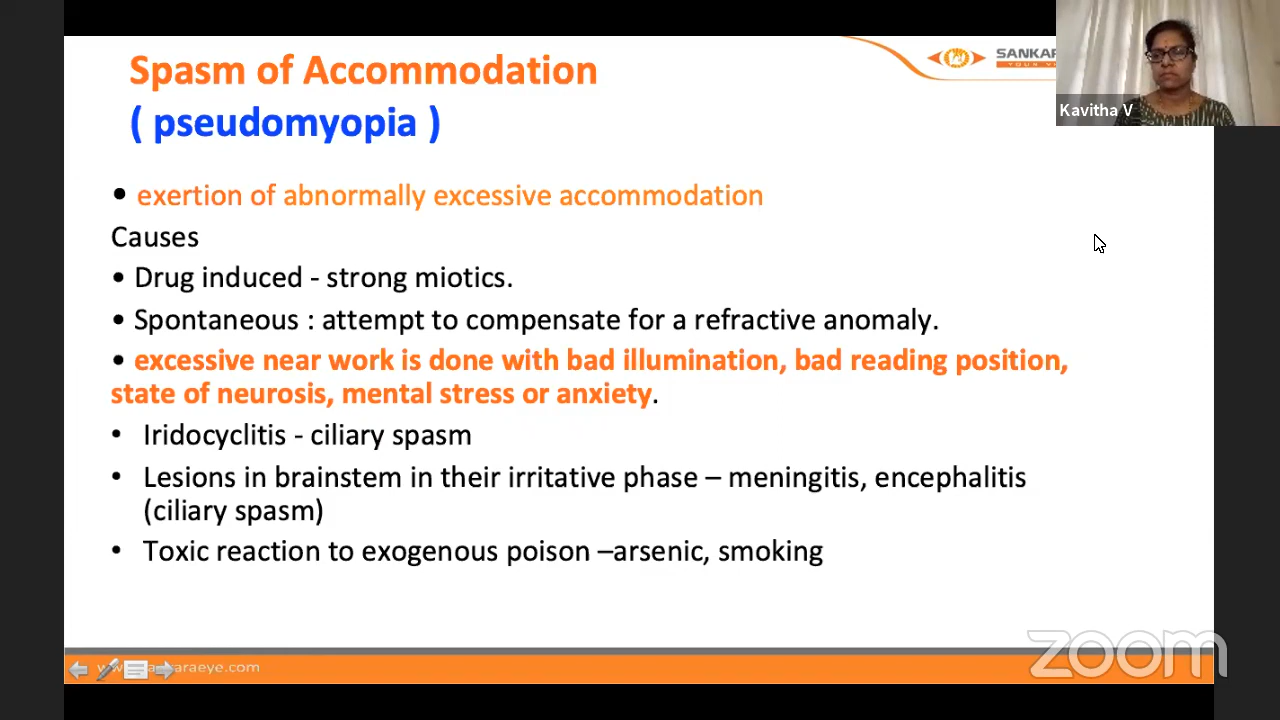 Spasm of Accommodation
( pseudomyopia )
Kavitha V
• exertion of abnormally excessive accommodation
Causes
• Drug induced - strong miotics.
• Spontaneous : attempt to compensate for a refractive anomaly.
• excessive near work is done with bad illumination, bad reading position,
state of neurosis, mental stress or anxiety.
• Iridocyclitis - ciliary spasm
• Lesions in brainstem in their irritative phase – meningitis, encephalitis
(ciliary spasm)
• Toxic reaction to exogenous poison –arsenic, smoking
zoom